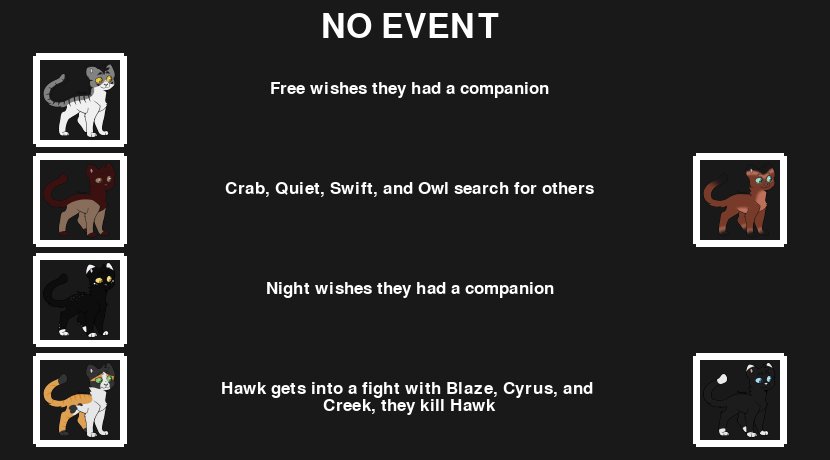 NO EVENT
Free wishes they had a companion
Crab, Quiet, Swift, and Owl search for others
Night wishes they had a companion
Hawk gets into a fight with Blaze, Cyrus, and
Creek, they kill Hawk